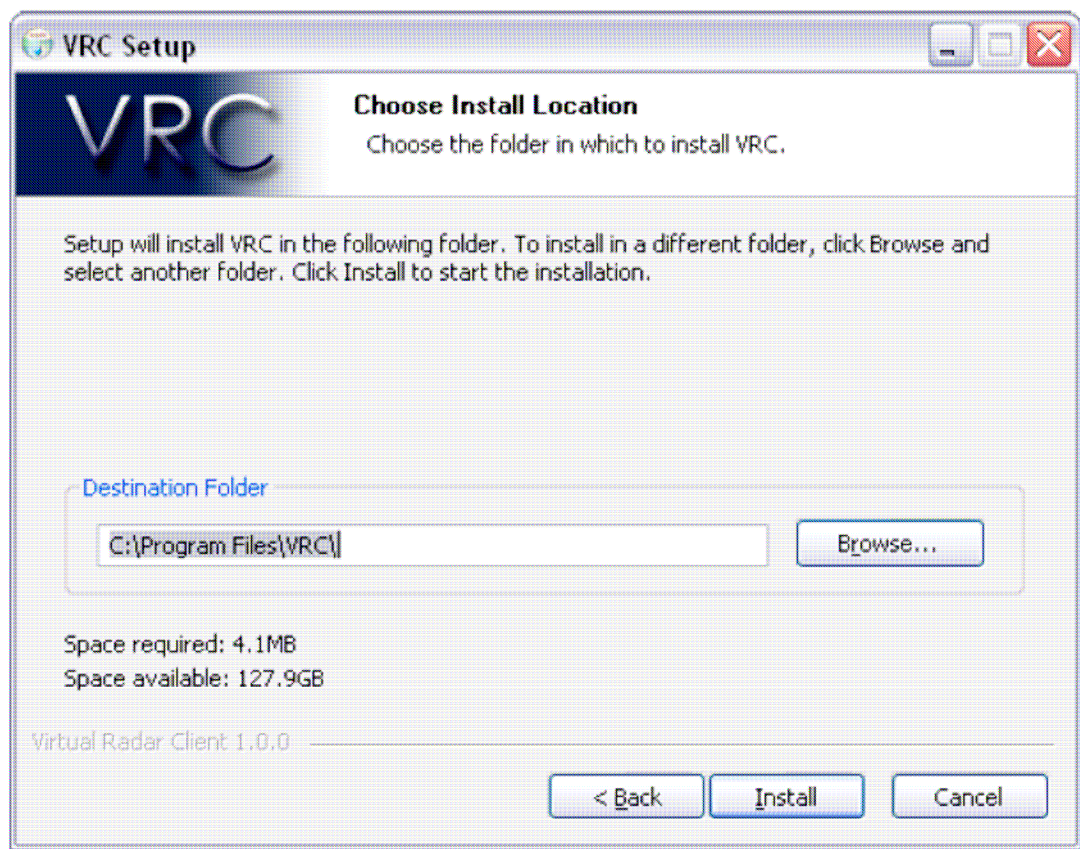 VRC Setup
VRC
Choose Install Location
Choose the folder in which to install VRC.
Setup will install VRC in the following folder. To install in a different folder, click Browse and
select another folder. Click Install to start the installation.
Destination Folder
C:\Program Files\VRC\
Browse...
Space required: 4.1MB
Space available: 127.9GB
Virtual Radar Client 1.0.0
< Back
Install
Cancel